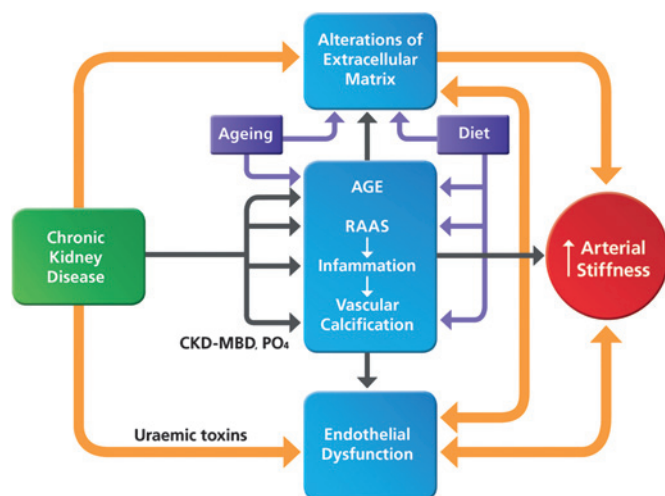 Alterations of
Extracellular
Matrix
Ageing
Diet
AGE
RAAS
Infammation
Vascular
Calcification
Chronic
Kidney
Disease
↑ Arterial
Stiffness
CKD-MBD, PO₄
Uraemic toxins
Endothelial
Dysfunction